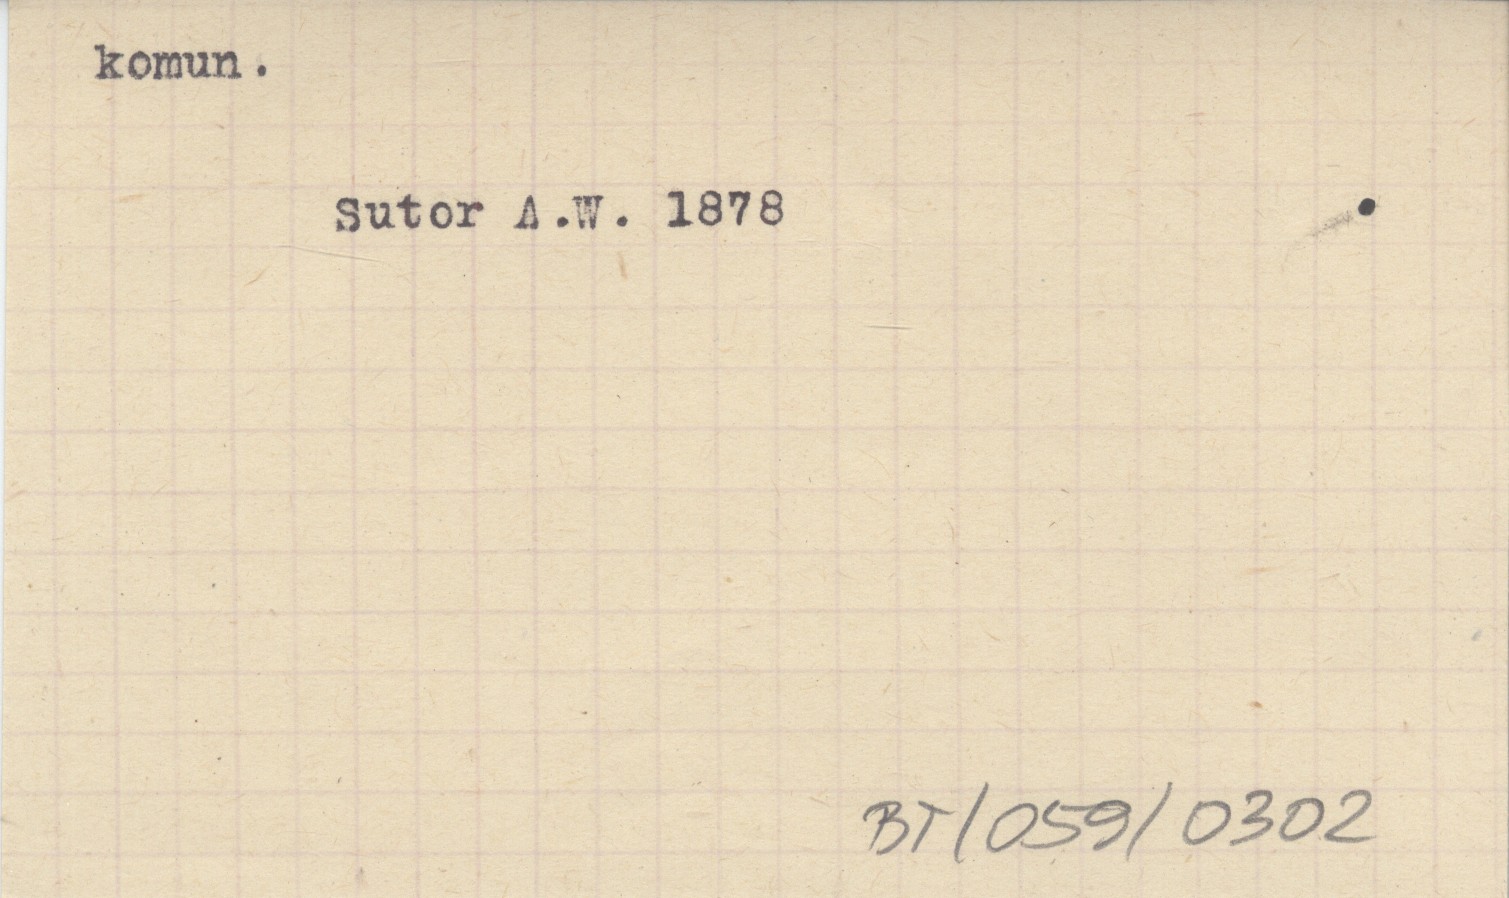 komun.
Sutor A.W. 1878
BT/059/0302